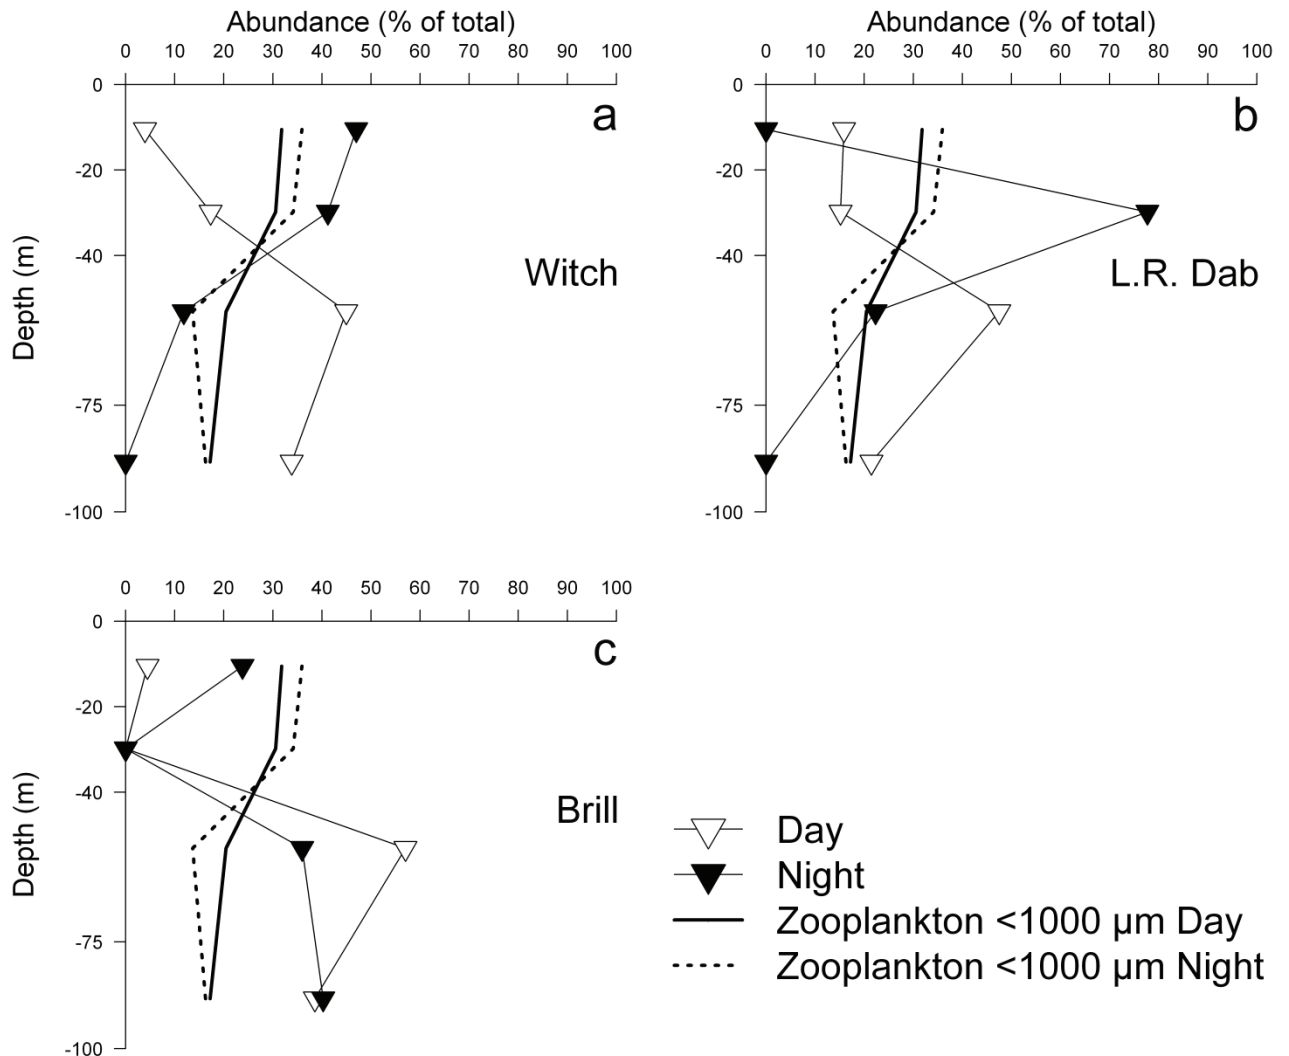 Abundance (% of total)
0 10 20 30 40 50 60 70 80 90 100
0
-20
-40
-75
-100
Depth (m)
a
Witch
Abundance (% of total)
0 10 20 30 40 50 60 70 80 90 100
0
-20
-40
-75
-100
b
L.R. Dab
0 10 20 30 40 50 60 70 80 90 100
0
-20
-40
-75
-100
Depth (m)
c
Brill
Day
Night
Zooplankton <1000 µm Day
Zooplankton <1000 µm Night